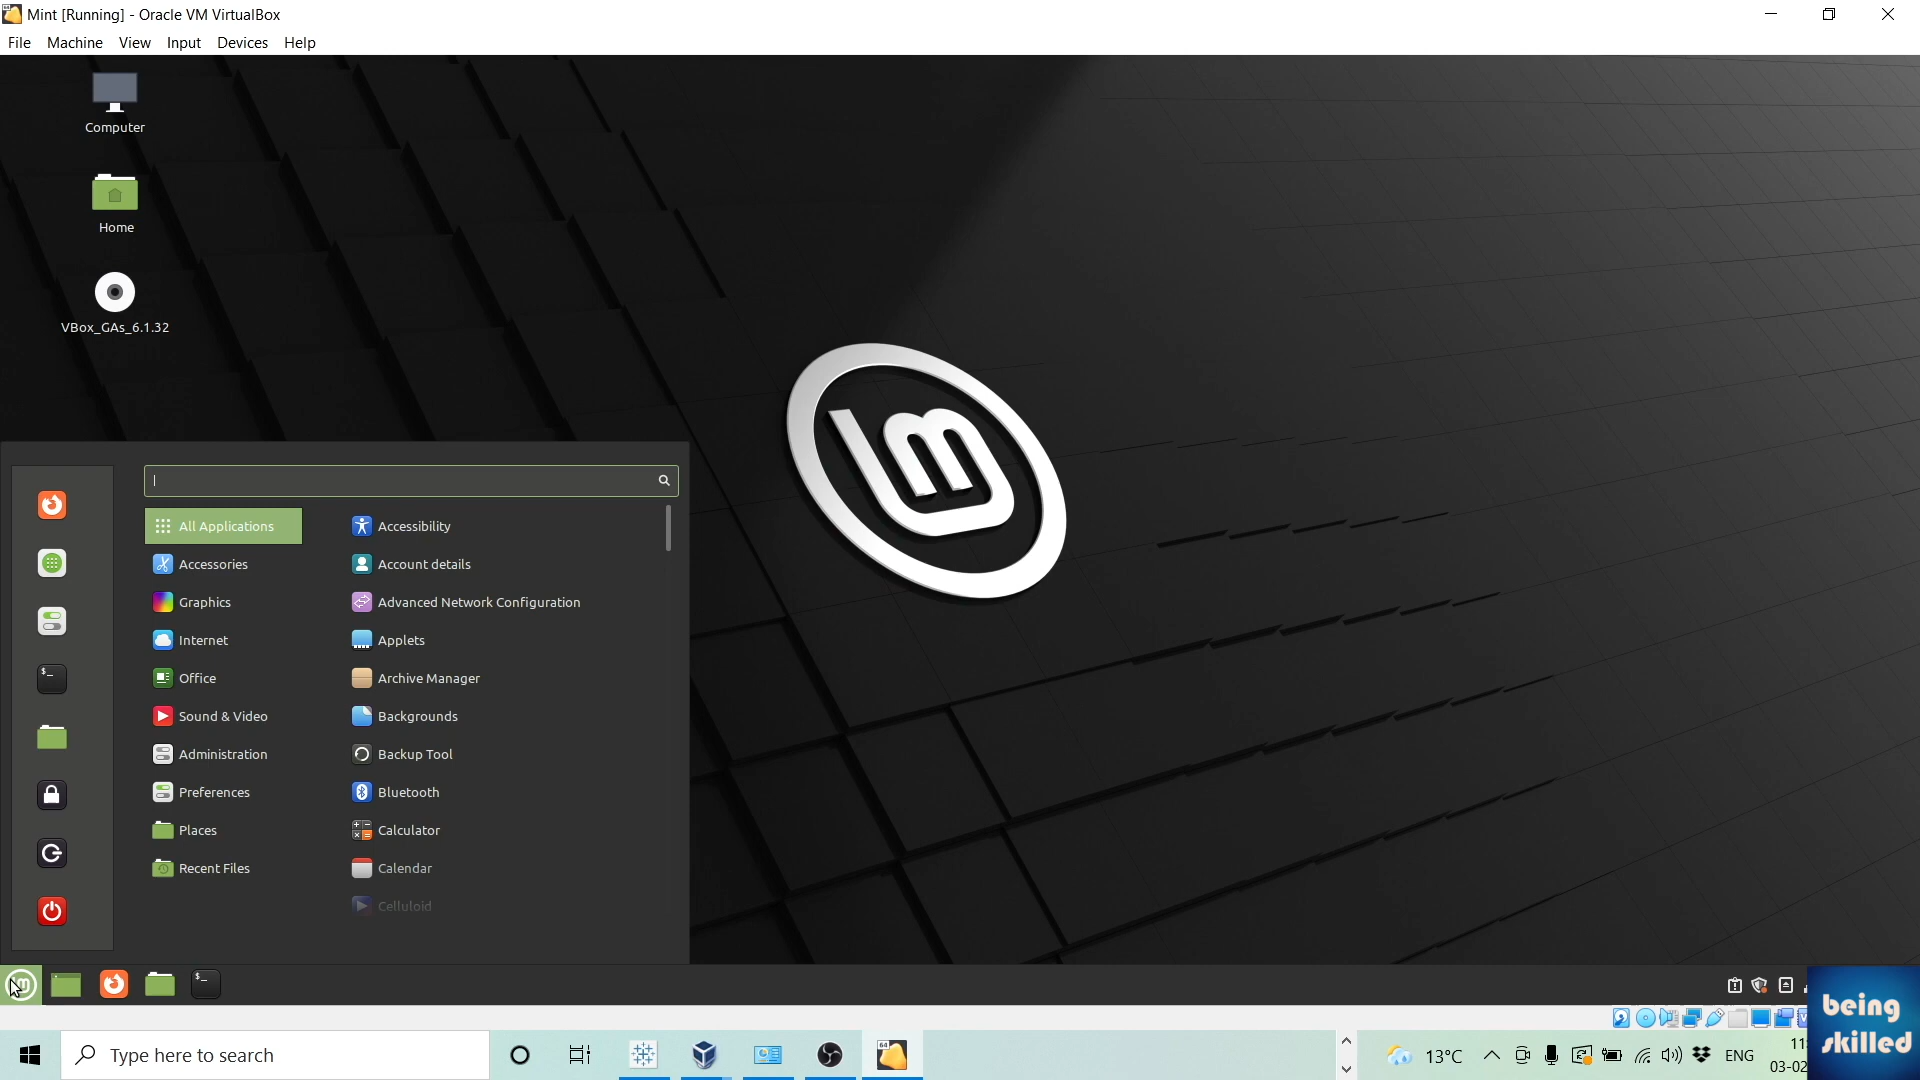 Mint [Running] - Oracle VM VirtualBox
File Machine View Input Devices Help
Computer
Home
VBox_GAs_6.1.32
All Applications
Accessories
Graphics
Internet
Office
Sound & Video
Administration
Preferences
Places
Recent Files
Accessibility
Account details
Advanced Network Configuration
Applets
Archive Manager
Backgrounds
Backup Tool
Bluetooth
Calculator
Calendar
Celluloid
being
skilled
Type here to search
13°C
ENG
03-02